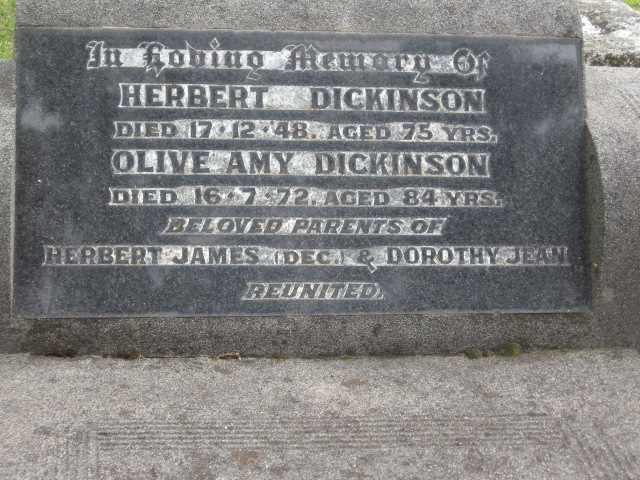 In Loving Memory Of
HERBERT DICKINSON
DIED 17·12·48. AGED 75 YRS.
OLIVE AMY DICKINSON
DIED 16·7·72. AGED 84 YRS.
BELOVED PARENTS OF
HERBERT JAMES (DEC.) & DOROTHY JEAN
REUNITED.